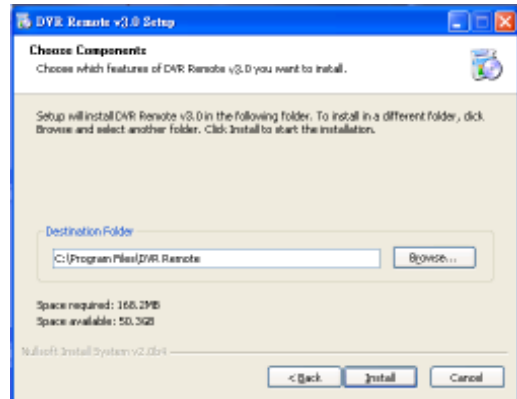 DVR Remote v3.0 Setup
Choose Components
Choose which features of DVR Remote v3.0 you want to install.
Setup will install DVR Remote v3.0 in the following folder. To install in a different folder, click
Browse and select another folder. Click Install to start the installation.
Destination Folder
C:\Program Files\DVR Remote
Browse...
Space required: 168.2MB
Space available: 50.3GB
Nullsoft Install System v2.0b4
< Back
Install
Cancel